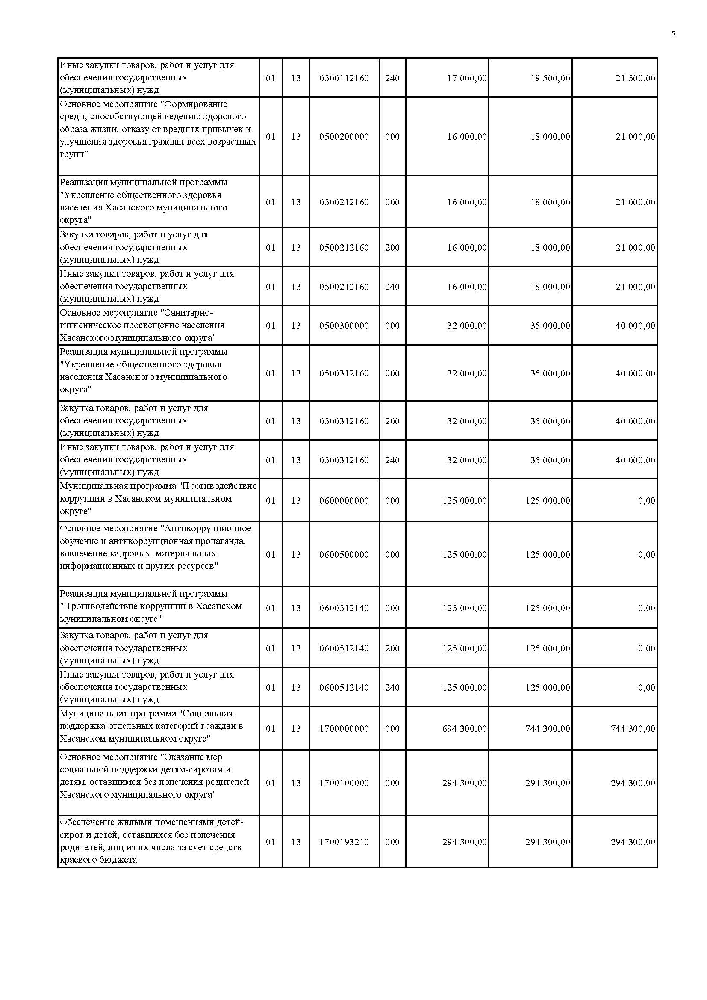 5
Иные закупки товаров, работ и услуг для
обеспечения государственных
(муниципальных) нужд
01 13 0500112160 240 17 000,00 19 500,00 21 500,00
Основное меропряитие "Формирование
среды, способствующей ведению здорового
образа жизни, отказу от вредных привычек и
улучшения здоровья граждан всех возрастных
групп"
01 13 0500200000 000 16 000,00 18 000,00 21 000,00
Реализация муниципальной программы
"Укрепление общественного здоровья
населения Хасанского муниципального
округа"
01 13 0500212160 000 16 000,00 18 000,00 21 000,00
Закупка товаров, работ и услуг для
обеспечения государственных
(муниципальных) нужд
01 13 0500212160 200 16 000,00 18 000,00 21 000,00
Иные закупки товаров, работ и услуг для
обеспечения государственных
(муниципальных) нужд
01 13 0500212160 240 16 000,00 18 000,00 21 000,00
Основное мероприятие "Санитарно-
гигиеническое просвещение населения
Хасанского муниципального округа"
01 13 0500300000 000 32 000,00 35 000,00 40 000,00
Реализация муниципальной программы
"Укрепление общественного здоровья
населения Хасанского муниципального
округа"
01 13 0500312160 000 32 000,00 35 000,00 40 000,00
Закупка товаров, работ и услуг для
обеспечения государственных
(муниципальных) нужд
01 13 0500312160 200 32 000,00 35 000,00 40 000,00
Иные закупки товаров, работ и услуг для
обеспечения государственных
(муниципальных) нужд
01 13 0500312160 240 32 000,00 35 000,00 40 000,00
Муниципальная программа "Противодействие
коррупции в Хасанском муниципальном
округе"
01 13 0600000000 000 125 000,00 125 000,00 0,00
Основное мероприятие "Антикоррупционное
обучение и антикоррупционная пропаганда,
вовлечение кадровых, материальных,
информационных и других ресурсов"
01 13 0600500000 000 125 000,00 125 000,00 0,00
Реализация муниципальной программы
"Противодействие коррупции в Хасанском
муниципальном округе"
01 13 0600512140 000 125 000,00 125 000,00 0,00
Закупка товаров, работ и услуг для
обеспечения государственных
(муниципальных) нужд
01 13 0600512140 200 125 000,00 125 000,00 0,00
Иные закупки товаров, работ и услуг для
обеспечения государственных
(муниципальных) нужд
01 13 0600512140 240 125 000,00 125 000,00 0,00
Муниципальная программа "Социальная
поддержка отдельных категорий граждан в
Хасанском муниципальном округе"
01 13 1700000000 000 694 300,00 744 300,00 744 300,00
Основное мероприятие "Оказание мер
социальной поддержки детям-сиротам и
детям, оставшимся без попечения родителей
Хасанского муниципального округа"
01 13 1700100000 000 294 300,00 294 300,00 294 300,00
Обеспечение жилыми помещениями детей-
сирот и детей, оставшихся без попечения
родителей, лиц из их числа за счет средств
краевого бюджета
01 13 1700193210 000 294 300,00 294 300,00 294 300,00